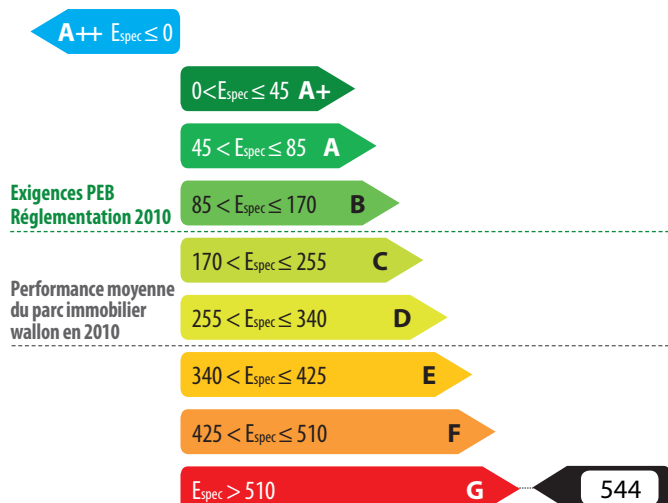 A++ Espec ≤ 0
0<Espec ≤ 45 A+
45 < Espec ≤ 85 A
Exigences PEB
Réglementation 2010
85 < Espec ≤ 170 B
170 < Espec ≤ 255 C
Performance moyenne
du parc immobilier
wallon en 2010
255 < Espec ≤ 340 D
340 < Espec ≤ 425 E
425 < Espec ≤ 510 F
Espec > 510 G
544